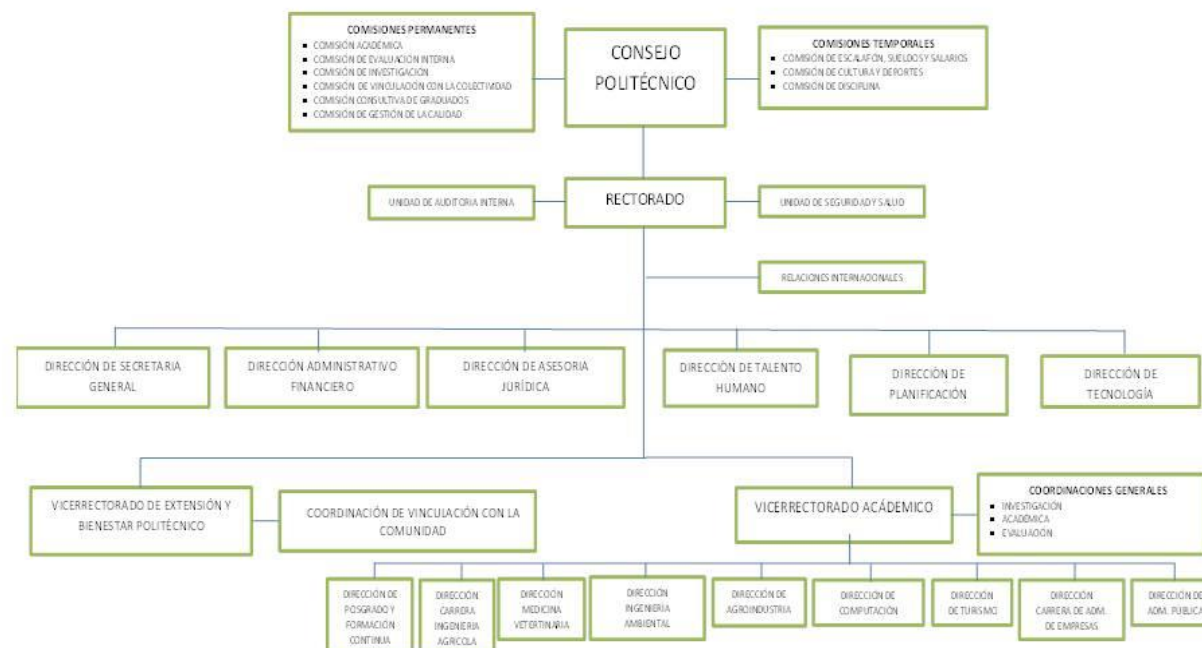 COMISIONES PERMANENTES
COMISIÓN ACADÉMICA
COMISIÓN DE EVALUACIÓN INTERNA
COMISIÓN DE INVESTIGACIÓN
COMISIÓN DE VINCULACIÓN CON LA COLECTIVIDAD
COMISIÓN CONSULTIVA DE GRADUADOS
COMISIÓN DE GESTIÓN DE LA CALIDAD
CONSEJO
POLITÉCNICO
COMISIONES TEMPORALES
COMISIÓN DE ESCALAFÓN, SUELDOS Y SALARIOS
COMISIÓN DE CULTURA Y DEPORTES
COMISIÓN DE DISCIPLINA
UNIDAD DE AUDITORIA INTERNA
RECTORADO
UNIDAD DE SEGURIDAD Y SALUD
RELACIONES INTERNACIONALES
DIRECCIÓN DE SECRETARIA
GENERAL
DIRECCIÓN ADMINISTRATIVO
FINANCIERO
DIRECCIÓN DE ASESORIA
JURÍDICA
DIRECCIÓN DE TALENTO
HUMANO
DIRECCIÓN DE
PLANIFICACIÓN
DIRECCIÓN DE
TECNOLOGÍA
VICERRECTORADO DE EXTENSIÓN Y
BIENESTAR POLITÉCNICO
COORDINACIÓN DE VINCULACIÓN CON LA
COMUNIDAD
VICERRECTORADO ACÁDEMICO
COORDINACIONES GENERALES
INVESTIGACIÓN
ACADÉMICA
EVALUACIÓN
DIRECCIÓN DE
POSGRADO Y
FORMACIÓN
CONTINUA
DIRECCIÓN
CARRERA
INGENIERIA
AGRICOLA
DIRECCIÓN
MEDICINA
VETERTINARIA
DIRECCIÓN
INGENIERÍA
AMBIENTAL
DIRECCIÓN DE
AGROINDUSTRIA
DIRECCIÓN DE
COMPUTACIÓN
DIRECCIÓN
DE TURISMO
DIRECCIÓN
CARRERA DE ADM.
DE EMPRESAS
DIRECCIÓN DE
ADM. PÚBLICA